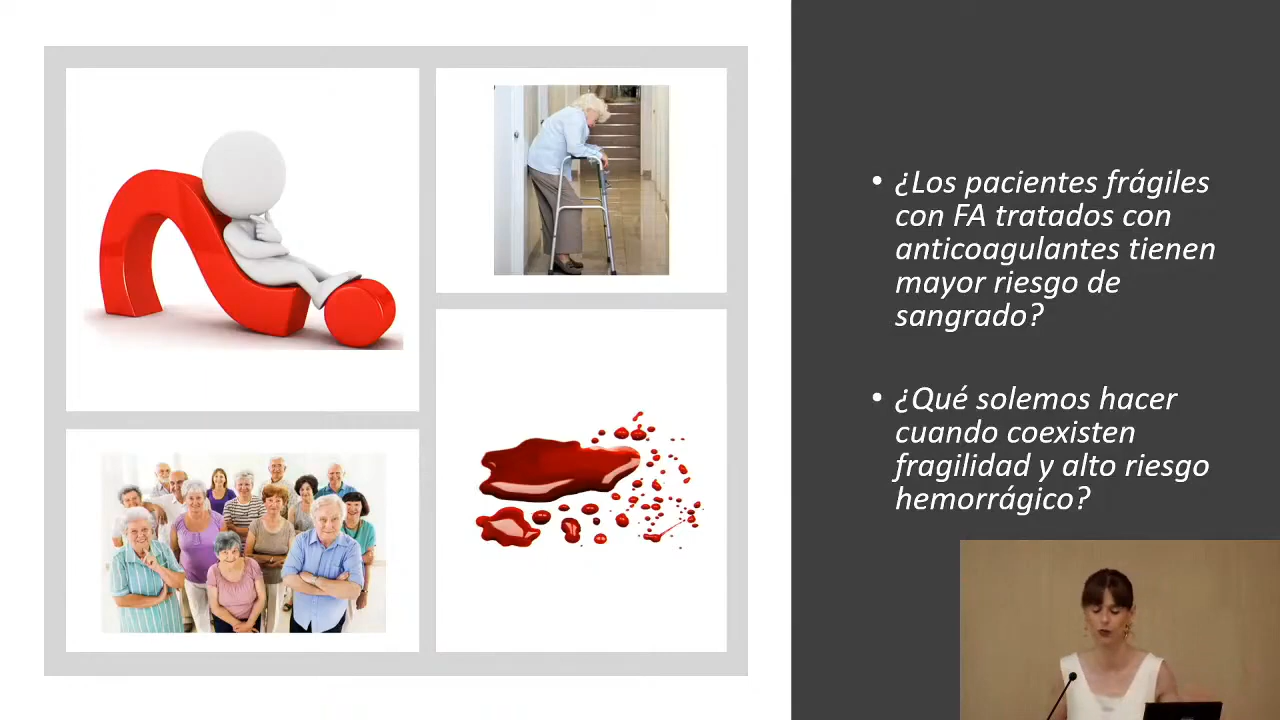 • ¿Los pacientes frágiles
con FA tratados con
anticoagulantes tienen
mayor riesgo de
sangrado?
• ¿Qué solemos hacer
cuando coexisten
fragilidad y alto riesgo
hemorrágico?